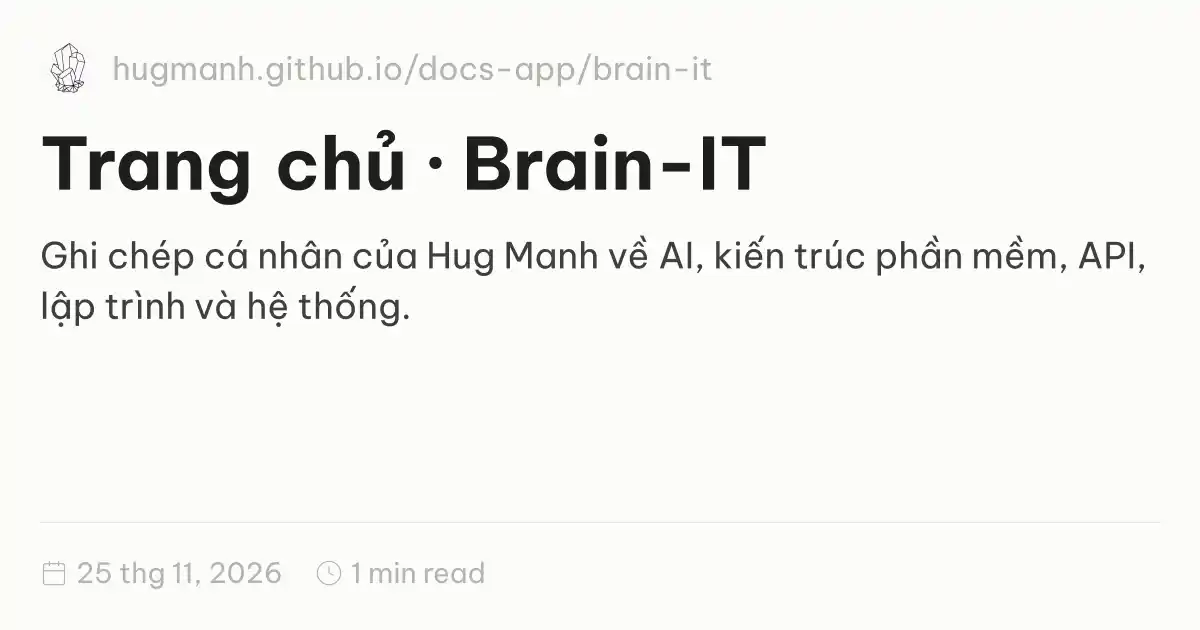 hugmanh.github.io/docs-app/brain-it
Trang chủ · Brain-IT
Ghi chép cá nhân của Hug Manh về AI, kiến trúc phần mềm, API,
lập trình và hệ thống.
25 thg 11, 2026 1 min read